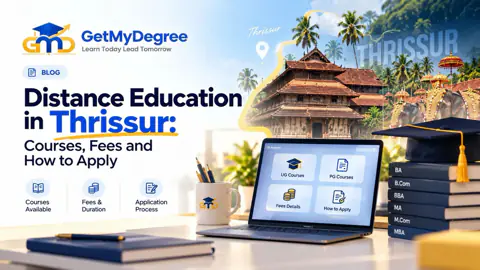 GMD
GetMyDegree
Learn Today Lead Tomorrow
BLOG
Distance Education
in Thrissur:
Courses, Fees and
How to Apply
Courses
Available
Fees &
Duration
Application
Process
Thrissur
THRISSUR
UG Courses
PG Courses
Fees Details
How to Apply
GMD
BA
B.Com
BBA
MA
M.Com
MBA